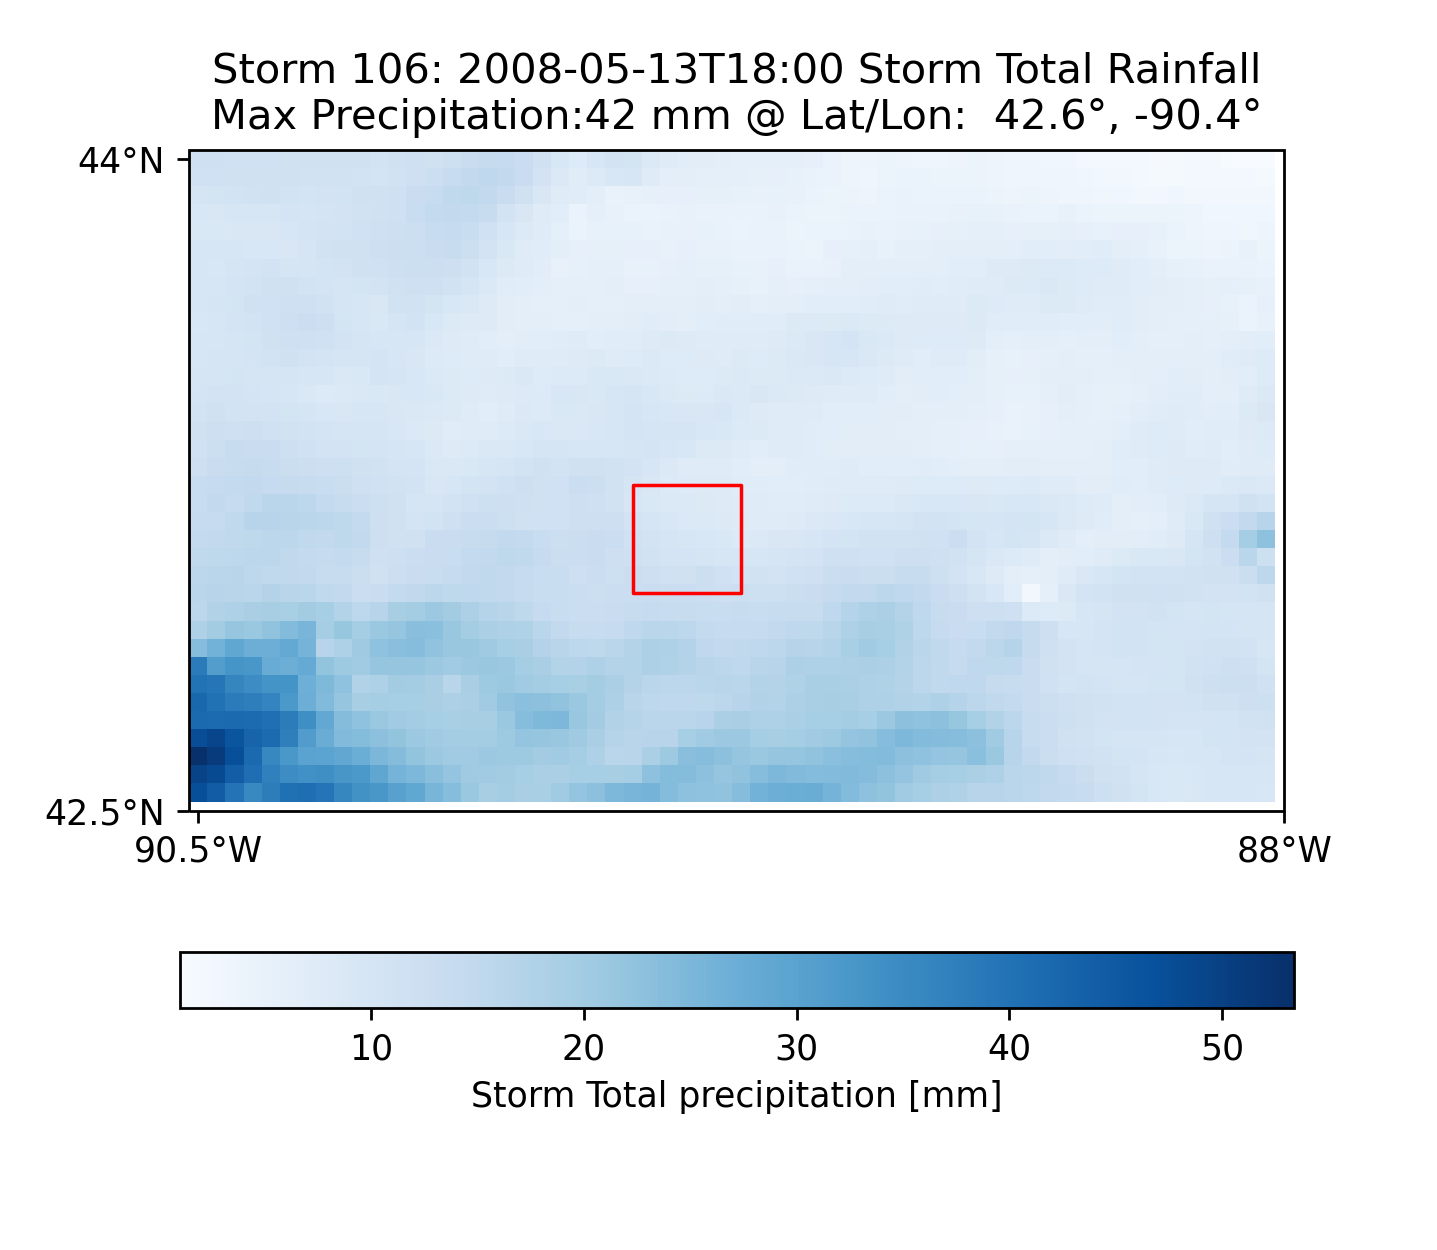 Storm 106: 2008-05-13T18:00 Storm Total Rainfall
Max Precipitation:42 mm @ Lat/Lon:  42.6°, -90.4°
44°N
42.5°N
90.5°W 88°W
10 20 30 40 50
Storm Total precipitation [mm]